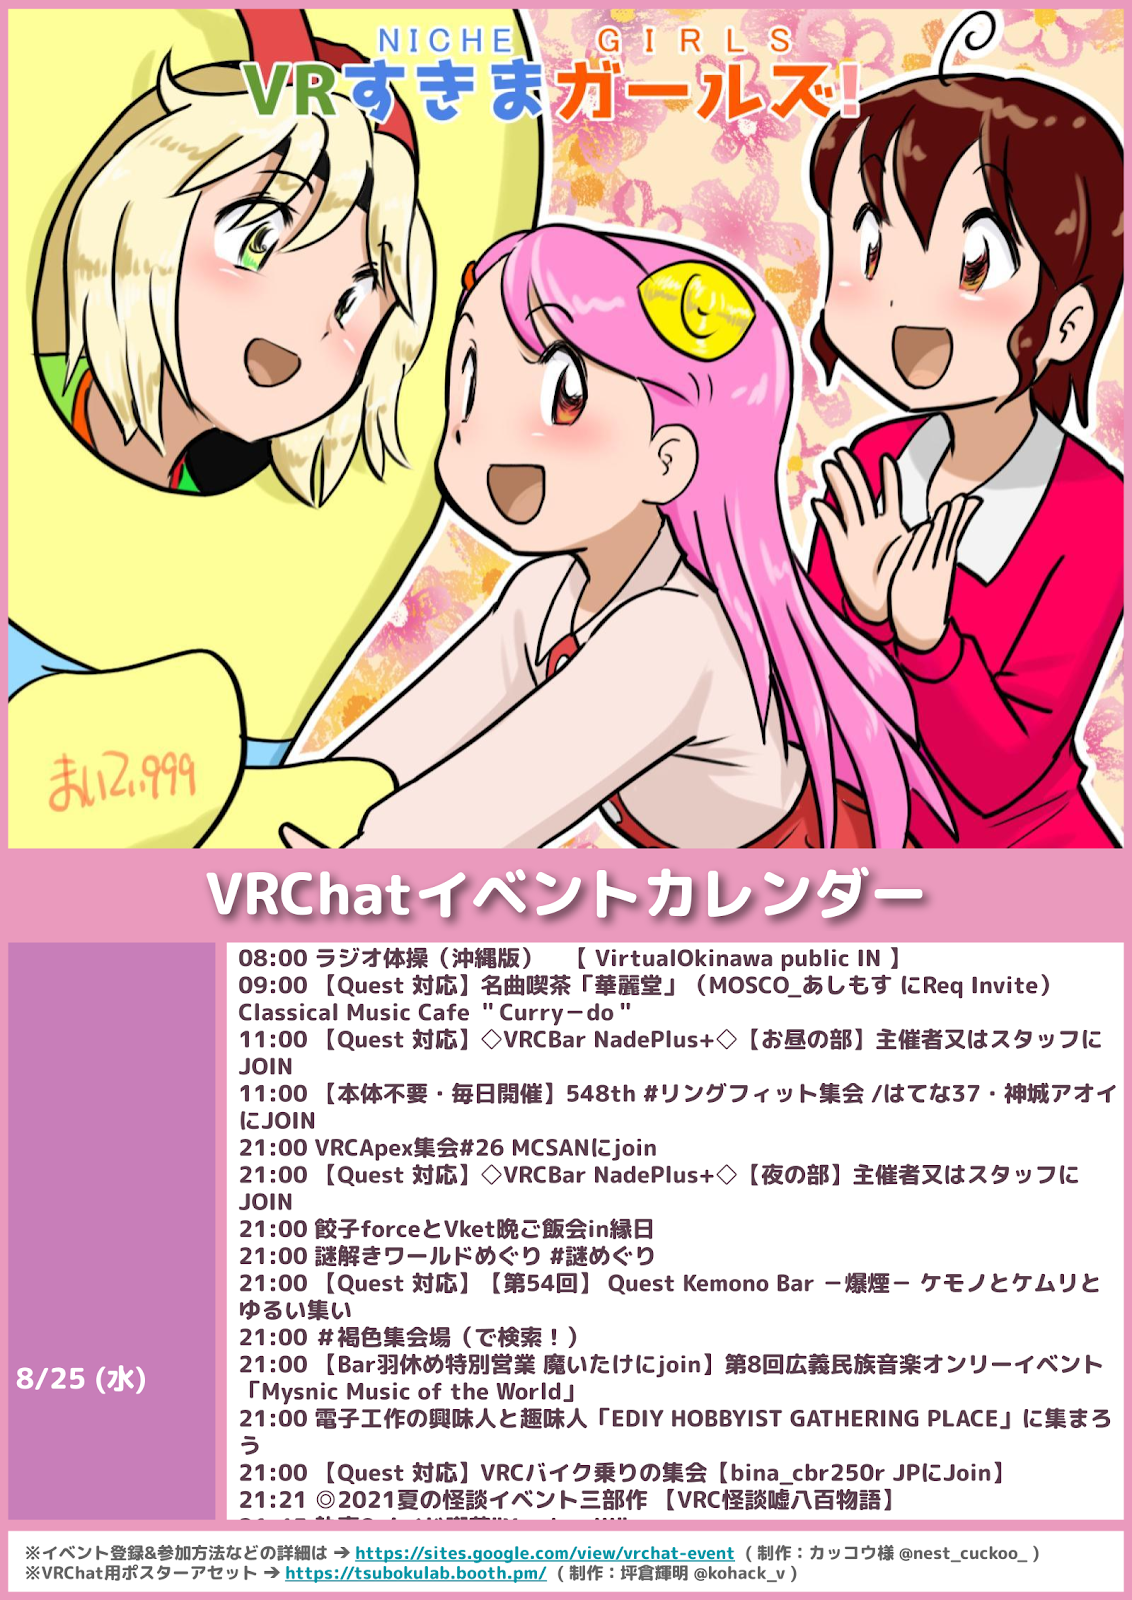 NICHE GIRLS
VRすきまガールズ!
まいてい999
VRChatイベントカレンダー
8/25 (水)
08:00 ラジオ体操（沖縄版）　【 VirtualOkinawa public IN 】
09:00 【Quest 対応】名曲喫茶「華麗堂」（MOSCO_あしもす にReq Invite）
Classical Music Cafe ＂Curry－do＂
11:00 【Quest 対応】◇VRCBar NadePlus+◇【お昼の部】主催者又はスタッフに
JOIN
11:00 【本体不要・毎日開催】548th #リングフィット集会 /はてな37・神城アオイ
にJOIN
21:00 VRCApex集会#26 MCSANにjoin
21:00 【Quest 対応】◇VRCBar NadePlus+◇【夜の部】主催者又はスタッフに
JOIN
21:00 餃子forceとVket晩ご飯会in縁日
21:00 謎解きワールドめぐり #謎めぐり
21:00 【Quest 対応】【第54回】 Quest Kemono Bar －爆煙－ ケモノとケムリと
ゆるい集い
21:00 ＃褐色集会場（で検索！）
21:00 【Bar羽休め特別営業 魔いたけにjoin】第8回広義民族音楽オンリーイベント
「Mysnic Music of the World」
21:00 電子工作の興味人と趣味人「EDIY HOBBYIST GATHERING PLACE」に集まろ
う
21:00 【Quest 対応】VRCバイク乗りの集会【bina_cbr250r JPにJoin】
21:21 ◎2021夏の怪談イベント三部作 【VRC怪談嘘八百物語】
※イベント登録&参加方法などの詳細は ➔ https://sites.google.com/view/vrchat-event （ 制作：カッコウ様 @nest_cuckoo_ ）
※VRChat用ポスターアセット ➔ https://tsubokulab.booth.pm/ （ 制作：坪倉輝明 @kohack_v ）